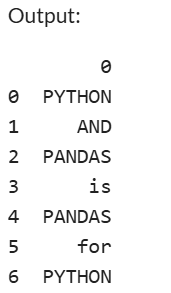 Output:
0
0 PYTHON
1 AND
2 PANDAS
3 is
4 PANDAS
5 for
6 PYTHON